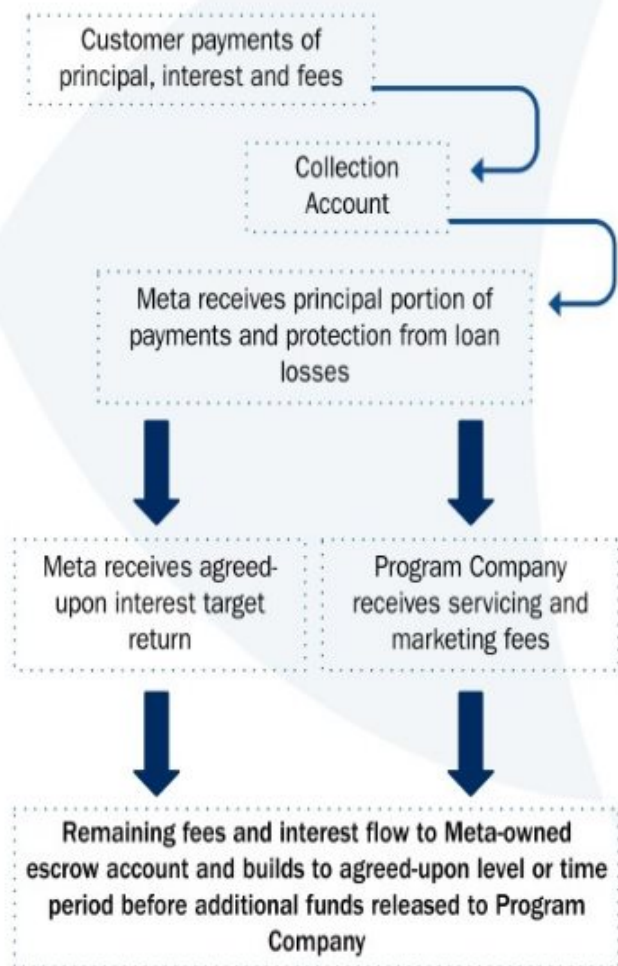 Customer payments of
principal, interest and fees
Collection
Account
Meta receives principal portion of
payments and protection from loan
losses
Meta receives agreed-
upon interest target
return
Program Company
receives servicing and
marketing fees
Remaining fees and interest flow to Meta-owned
escrow account and builds to agreed-upon level or time
period before additional funds released to Program
Company